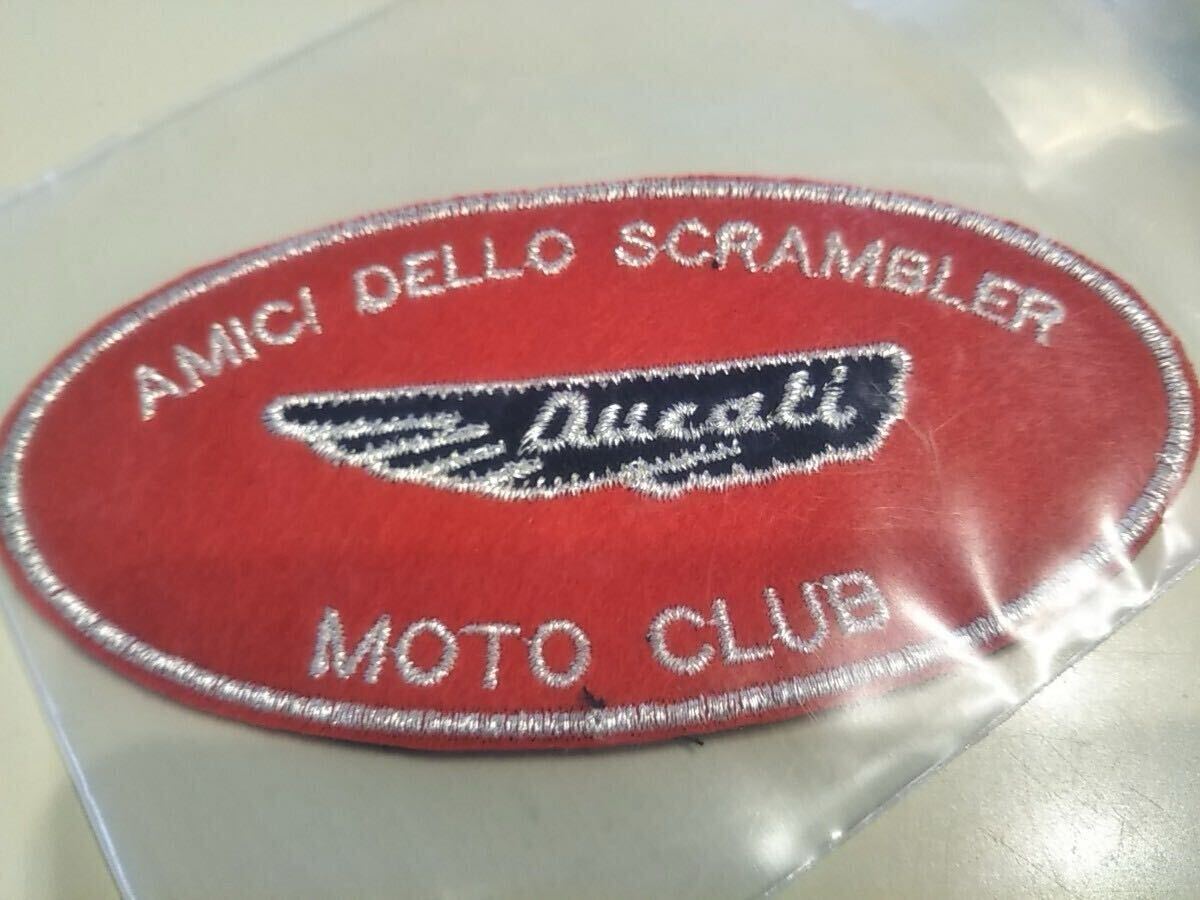 AMICI DELLO SCRAMBLER
Ducati
MOTO CLUB